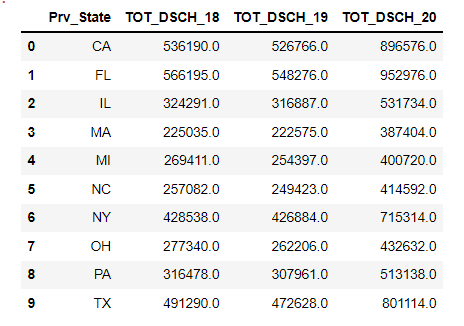 Prv_State TOT_DSCH_18 TOT_DSCH_19 TOT_DSCH_20
0 CA 536190.0 526766.0 896576.0
1 FL 566195.0 548276.0 952976.0
2 IL 324291.0 316887.0 531734.0
3 MA 225035.0 222575.0 387404.0
4 MI 269411.0 254397.0 400720.0
5 NC 257082.0 249423.0 414592.0
6 NY 428538.0 426884.0 715314.0
7 OH 277340.0 262206.0 432632.0
8 PA 316478.0 307961.0 513138.0
9 TX 491290.0 472628.0 801114.0